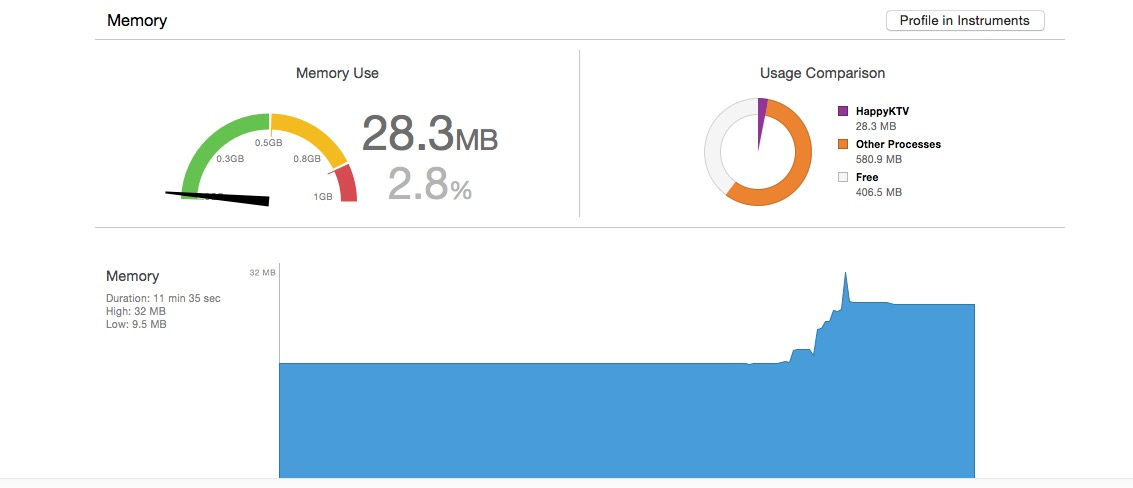 Memory
Profile in Instruments
Memory Use
Usage Comparison
0.3GB
0.5GB
0.8GB
1GB
28.3MB
2.8%
HappyKTV
28.3 MB
Other Processes
580.9 MB
Free
406.5 MB
Memory
Duration: 11 min 35 sec
High: 32 MB
Low: 9.5 MB
32 MB